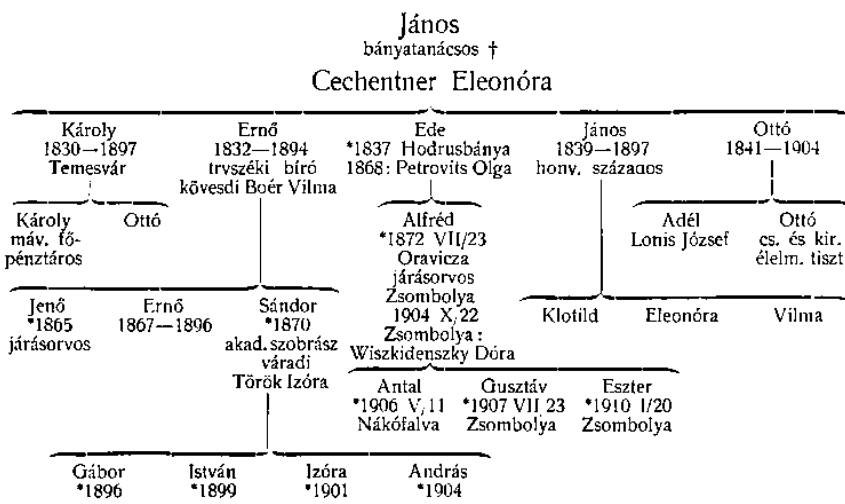 János
bányatanácsos †
Cechentner Eleonóra
Károly
1830—1897
Temesvár
Ernő
1832—1894
trvszéki bíró
kövesdi Boér Vilma
Ede
*1837 Hodrusbánya
1868: Petrovits Olga
János
1839—1897
honv. százados
Ottó
1841—1904
Károly
máv. fő-
pénztáros
Ottó
Alfréd
*1872 VII/23
Oravicza
járásorvos
Zsombolya
1904 X/22
Zsombolya:
Wiszkidenszky Dóra
Adél
Lonis József
Ottó
cs. és kir.
élelm. tiszt
Jenő
*1865
járásorvos
Ernő
1867—1896
Sándor
*1870
akad. szobrász
váradi
Török Izóra
Klotild
Eleonóra
Vilma
Antal
*1906 V/11
Nákófalva
Gusztáv
*1907 VII/23
Zsombolya
Eszter
*1910 I/20
Zsombolya
Gábor
*1896
István
*1899
Izóra
*1901
András
*1904